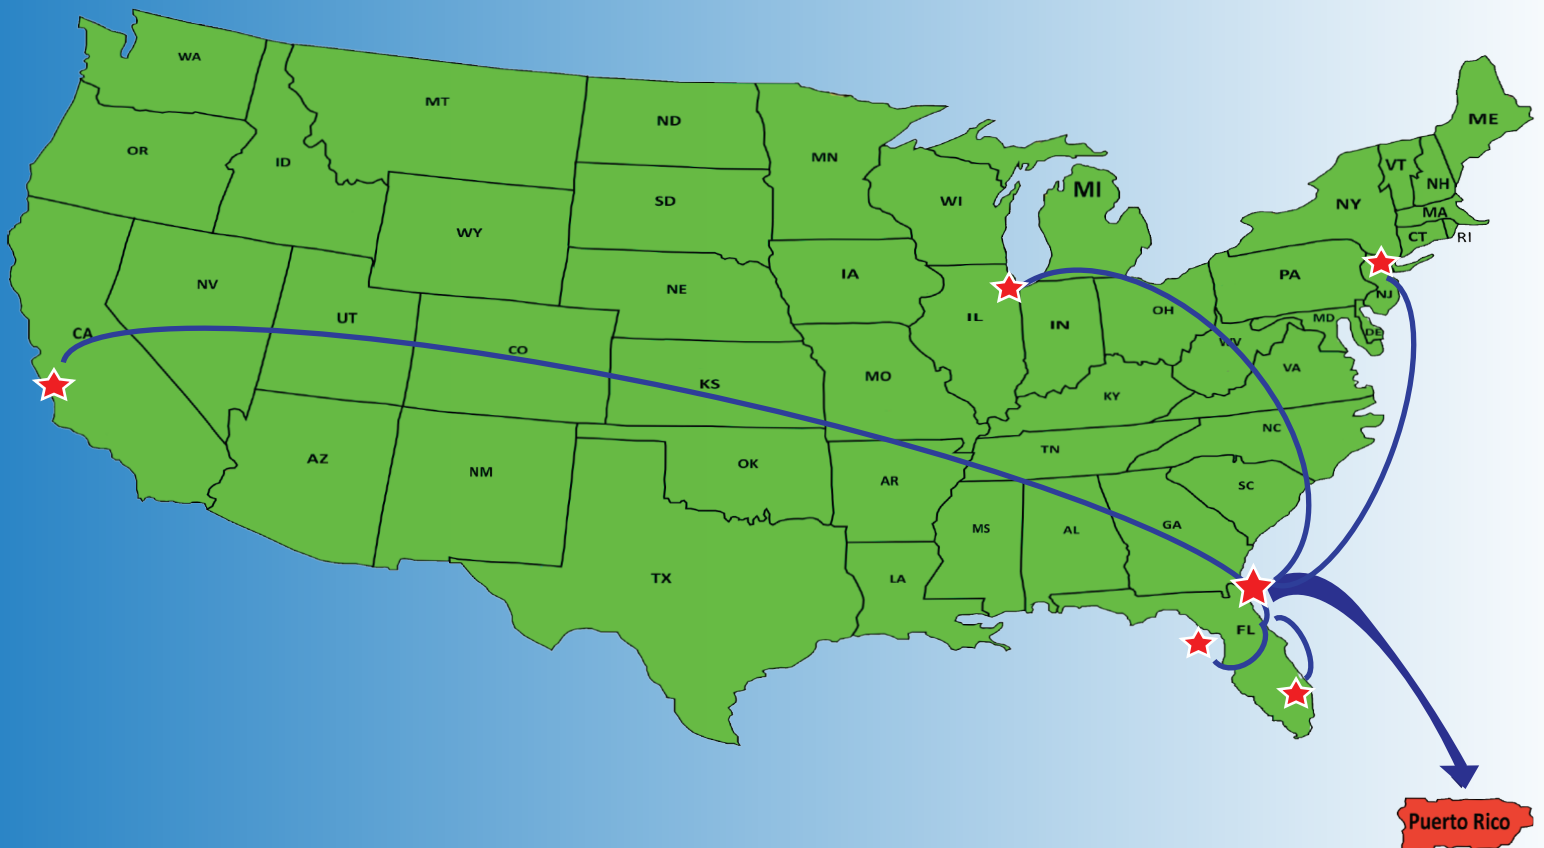 WA
MT
ND
MN
ME
OR
ID
SD
WI
MI
VT
NH
NY
MA
CT
RI
WY
NV
UT
IA
NE
PA
NJ
CA
CO
IL
IN
OH
MD
DE
WV
VA
KS
MO
KY
AZ
NM
OK
AR
TN
NC
SC
MS
AL
GA
TX
LA
FL
Puerto Rico